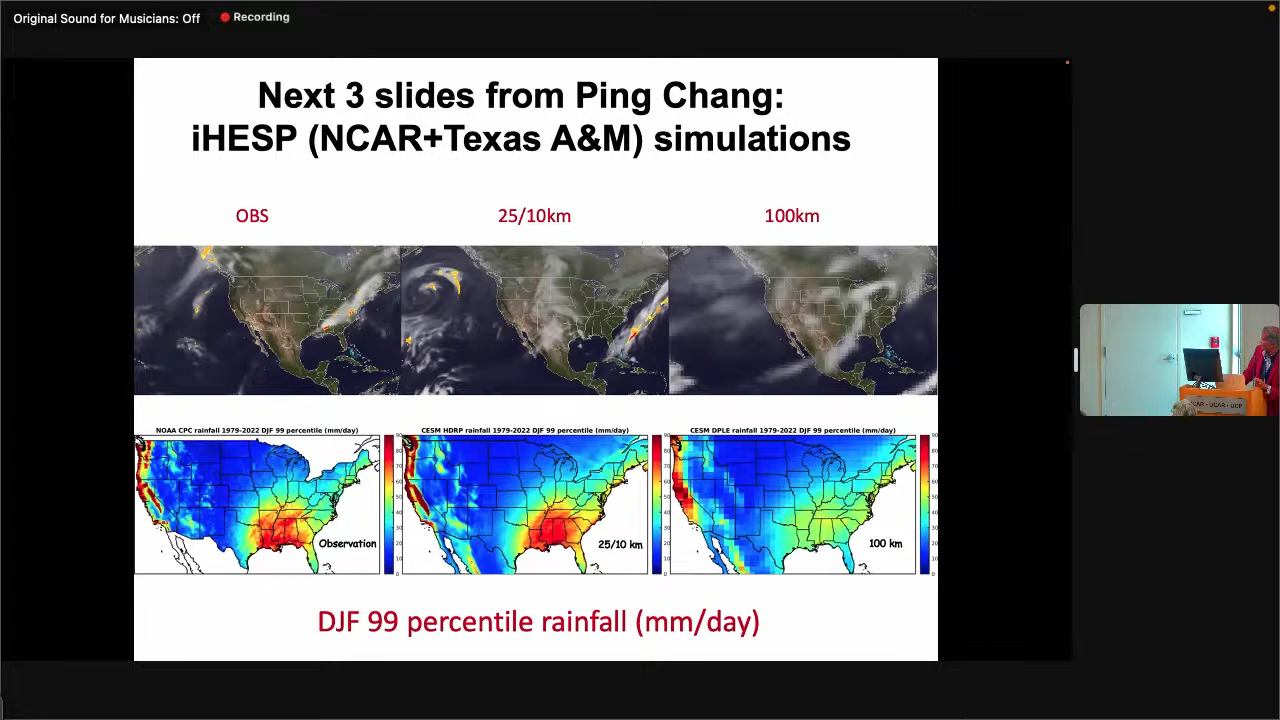 Original Sound for Musicians: Off
Recording
Next 3 slides from Ping Chang:
iHESP (NCAR+Texas A&M) simulations
OBS
25/10km
100km
NOAA CPC rainfall 1979-2022 DJF 99 percentile (mm/day)
CESM HDRP rainfall 1979-2022 DJF 99 percentile (mm/day)
CESM DPLE rainfall 1979-2022 DJF 99 percentile (mm/day)
Observation
25/10 km
100 km
DJF 99 percentile rainfall (mm/day)